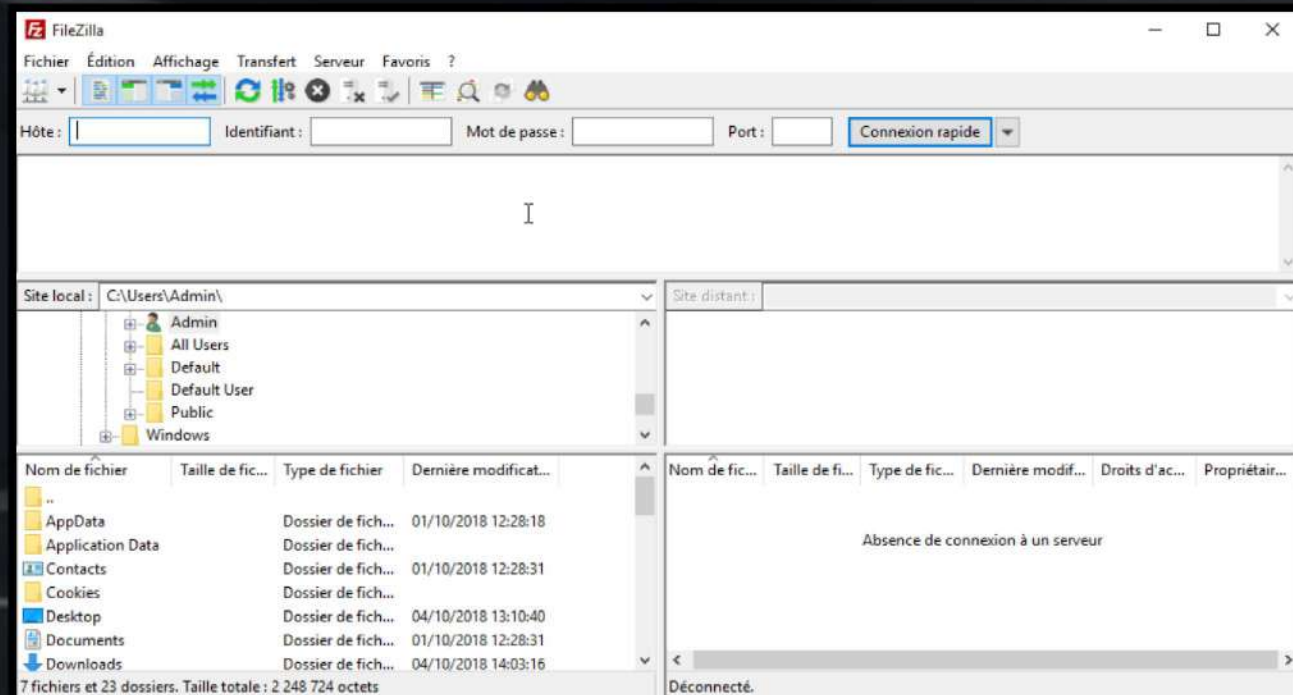 FileZilla
Fichier Édition Affichage Transfert Serveur Favoris ?
Hôte : Identifiant : Mot de passe : Port : Connexion rapide
Site local : C:\Users\Admin\
Admin
All Users
Default
Default User
Public
Windows
Site distant :
Nom de fichier Taille de fic... Type de fichier Dernière modificat...
..
AppData Dossier de fich... 01/10/2018 12:28:18
Application Data Dossier de fich...
Contacts Dossier de fich... 01/10/2018 12:28:31
Cookies Dossier de fich...
Desktop Dossier de fich... 04/10/2018 13:10:40
Documents Dossier de fich... 01/10/2018 12:28:31
Downloads Dossier de fich... 04/10/2018 14:03:16
7 fichiers et 23 dossiers. Taille totale : 2 248 724 octets
Nom de fic... Taille de fi... Type de fic... Dernière modif... Droits d'ac... Propriétair...
Absence de connexion à un serveur
Déconnecté.